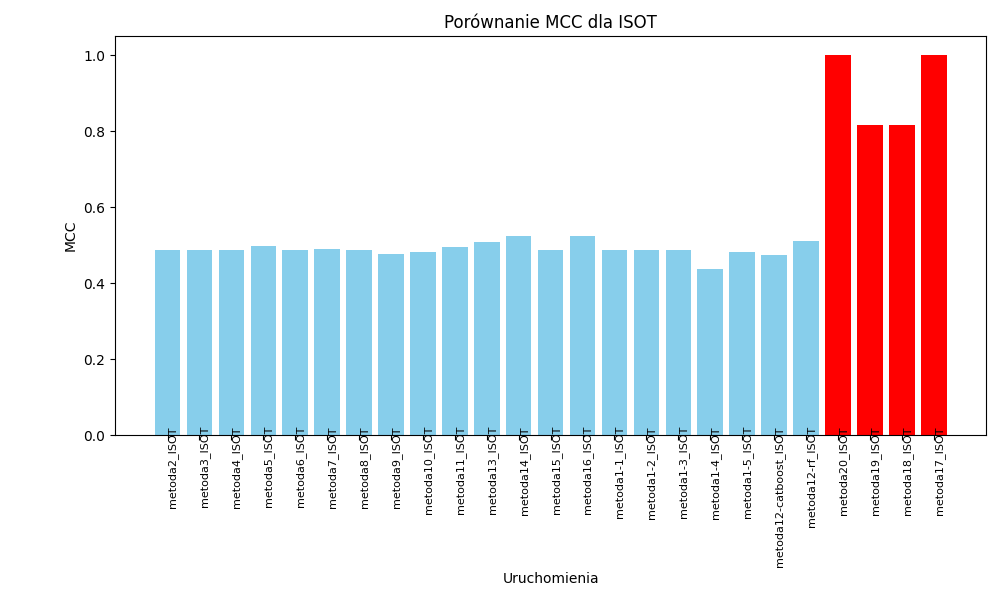 Porównanie MCC dla ISOT
MCC
1.0
0.8
0.6
0.4
0.2
0.0
metoda2_ISOT
metoda3_ISOT
metoda4_ISOT
metoda5_ISOT
metoda6_ISOT
metoda7_ISOT
metoda8_ISOT
metoda9_ISOT
metoda10_ISOT
metoda11_ISOT
metoda13_ISOT
metoda14_ISOT
metoda15_ISOT
metoda16_ISOT
metoda1-1_ISOT
metoda1-2_ISOT
metoda1-3_ISOT
metoda1-4_ISOT
metoda1-5_ISOT
metoda12-catboost_ISOT
metoda12-rf_ISOT
metoda20_ISOT
metoda19_ISOT
metoda18_ISOT
metoda17_ISOT
Uruchomienia